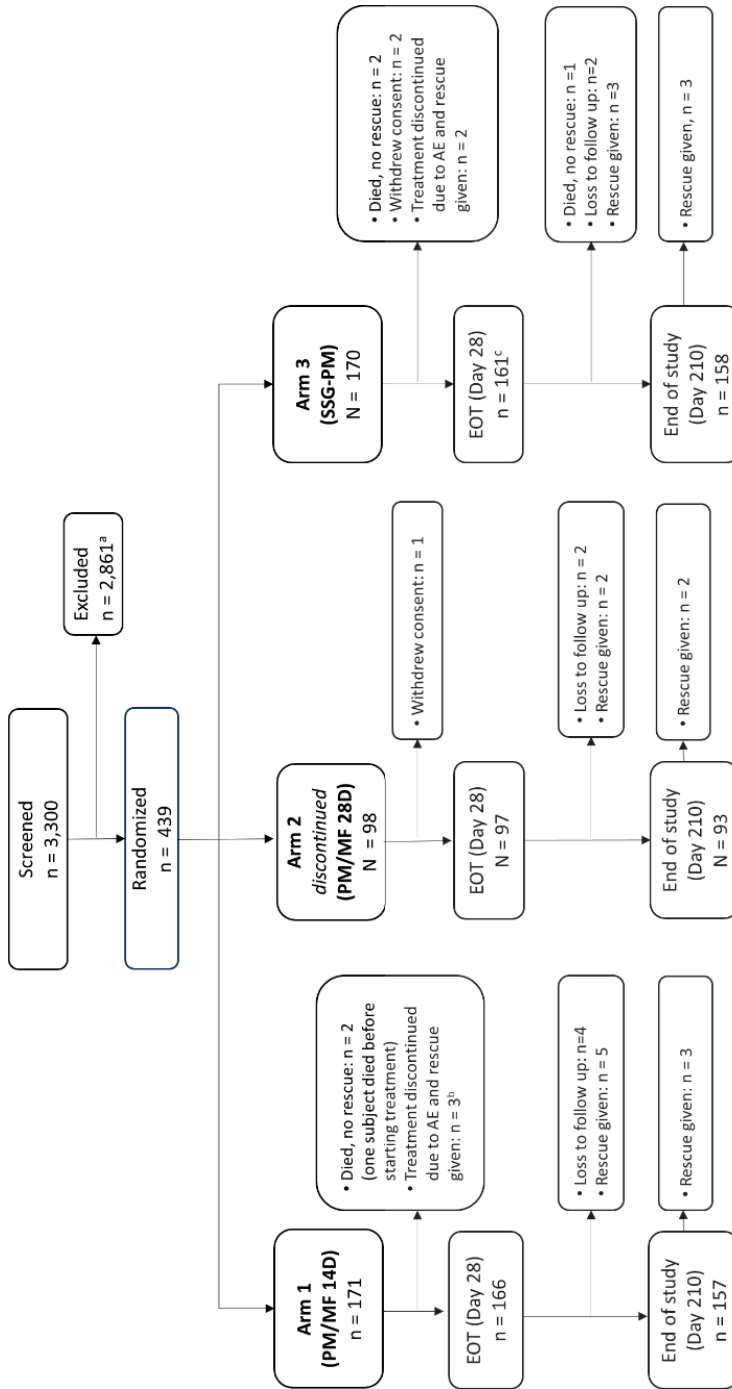 Screened
n = 3,300
Excluded
n = 2,861ᵃ
Randomized
n = 439
Arm 1
(PM/MF 14D)
n = 171
• Died, no rescue: n = 2
(one subject died before
starting treatment)
• Treatment discontinued
due to AE and rescue
given: n = 3ᵇ
EOT (Day 28)
n = 166
• Loss to follow up: n=4
• Rescue given: n = 5
End of study
(Day 210)
n = 157
• Rescue given: n = 3
Arm 2
discontinued
(PM/MF 28D)
N = 98
• Withdrew consent: n = 1
EOT (Day 28)
N = 97
• Loss to follow up: n = 2
• Rescue given: n = 2
End of study
(Day 210)
N = 93
• Rescue given: n = 2
Arm 3
(SSG-PM)
N = 170
• Died, no rescue: n = 2
• Withdrew consent: n = 2
• Treatment discontinued
due to AE and rescue
given: n = 2
EOT (Day 28)
n = 161ᶜ
• Died, no rescue: n =1
• Loss to follow up: n=2
• Rescue given: n =3
End of study
(Day 210)
n = 158
• Rescue given, n = 3